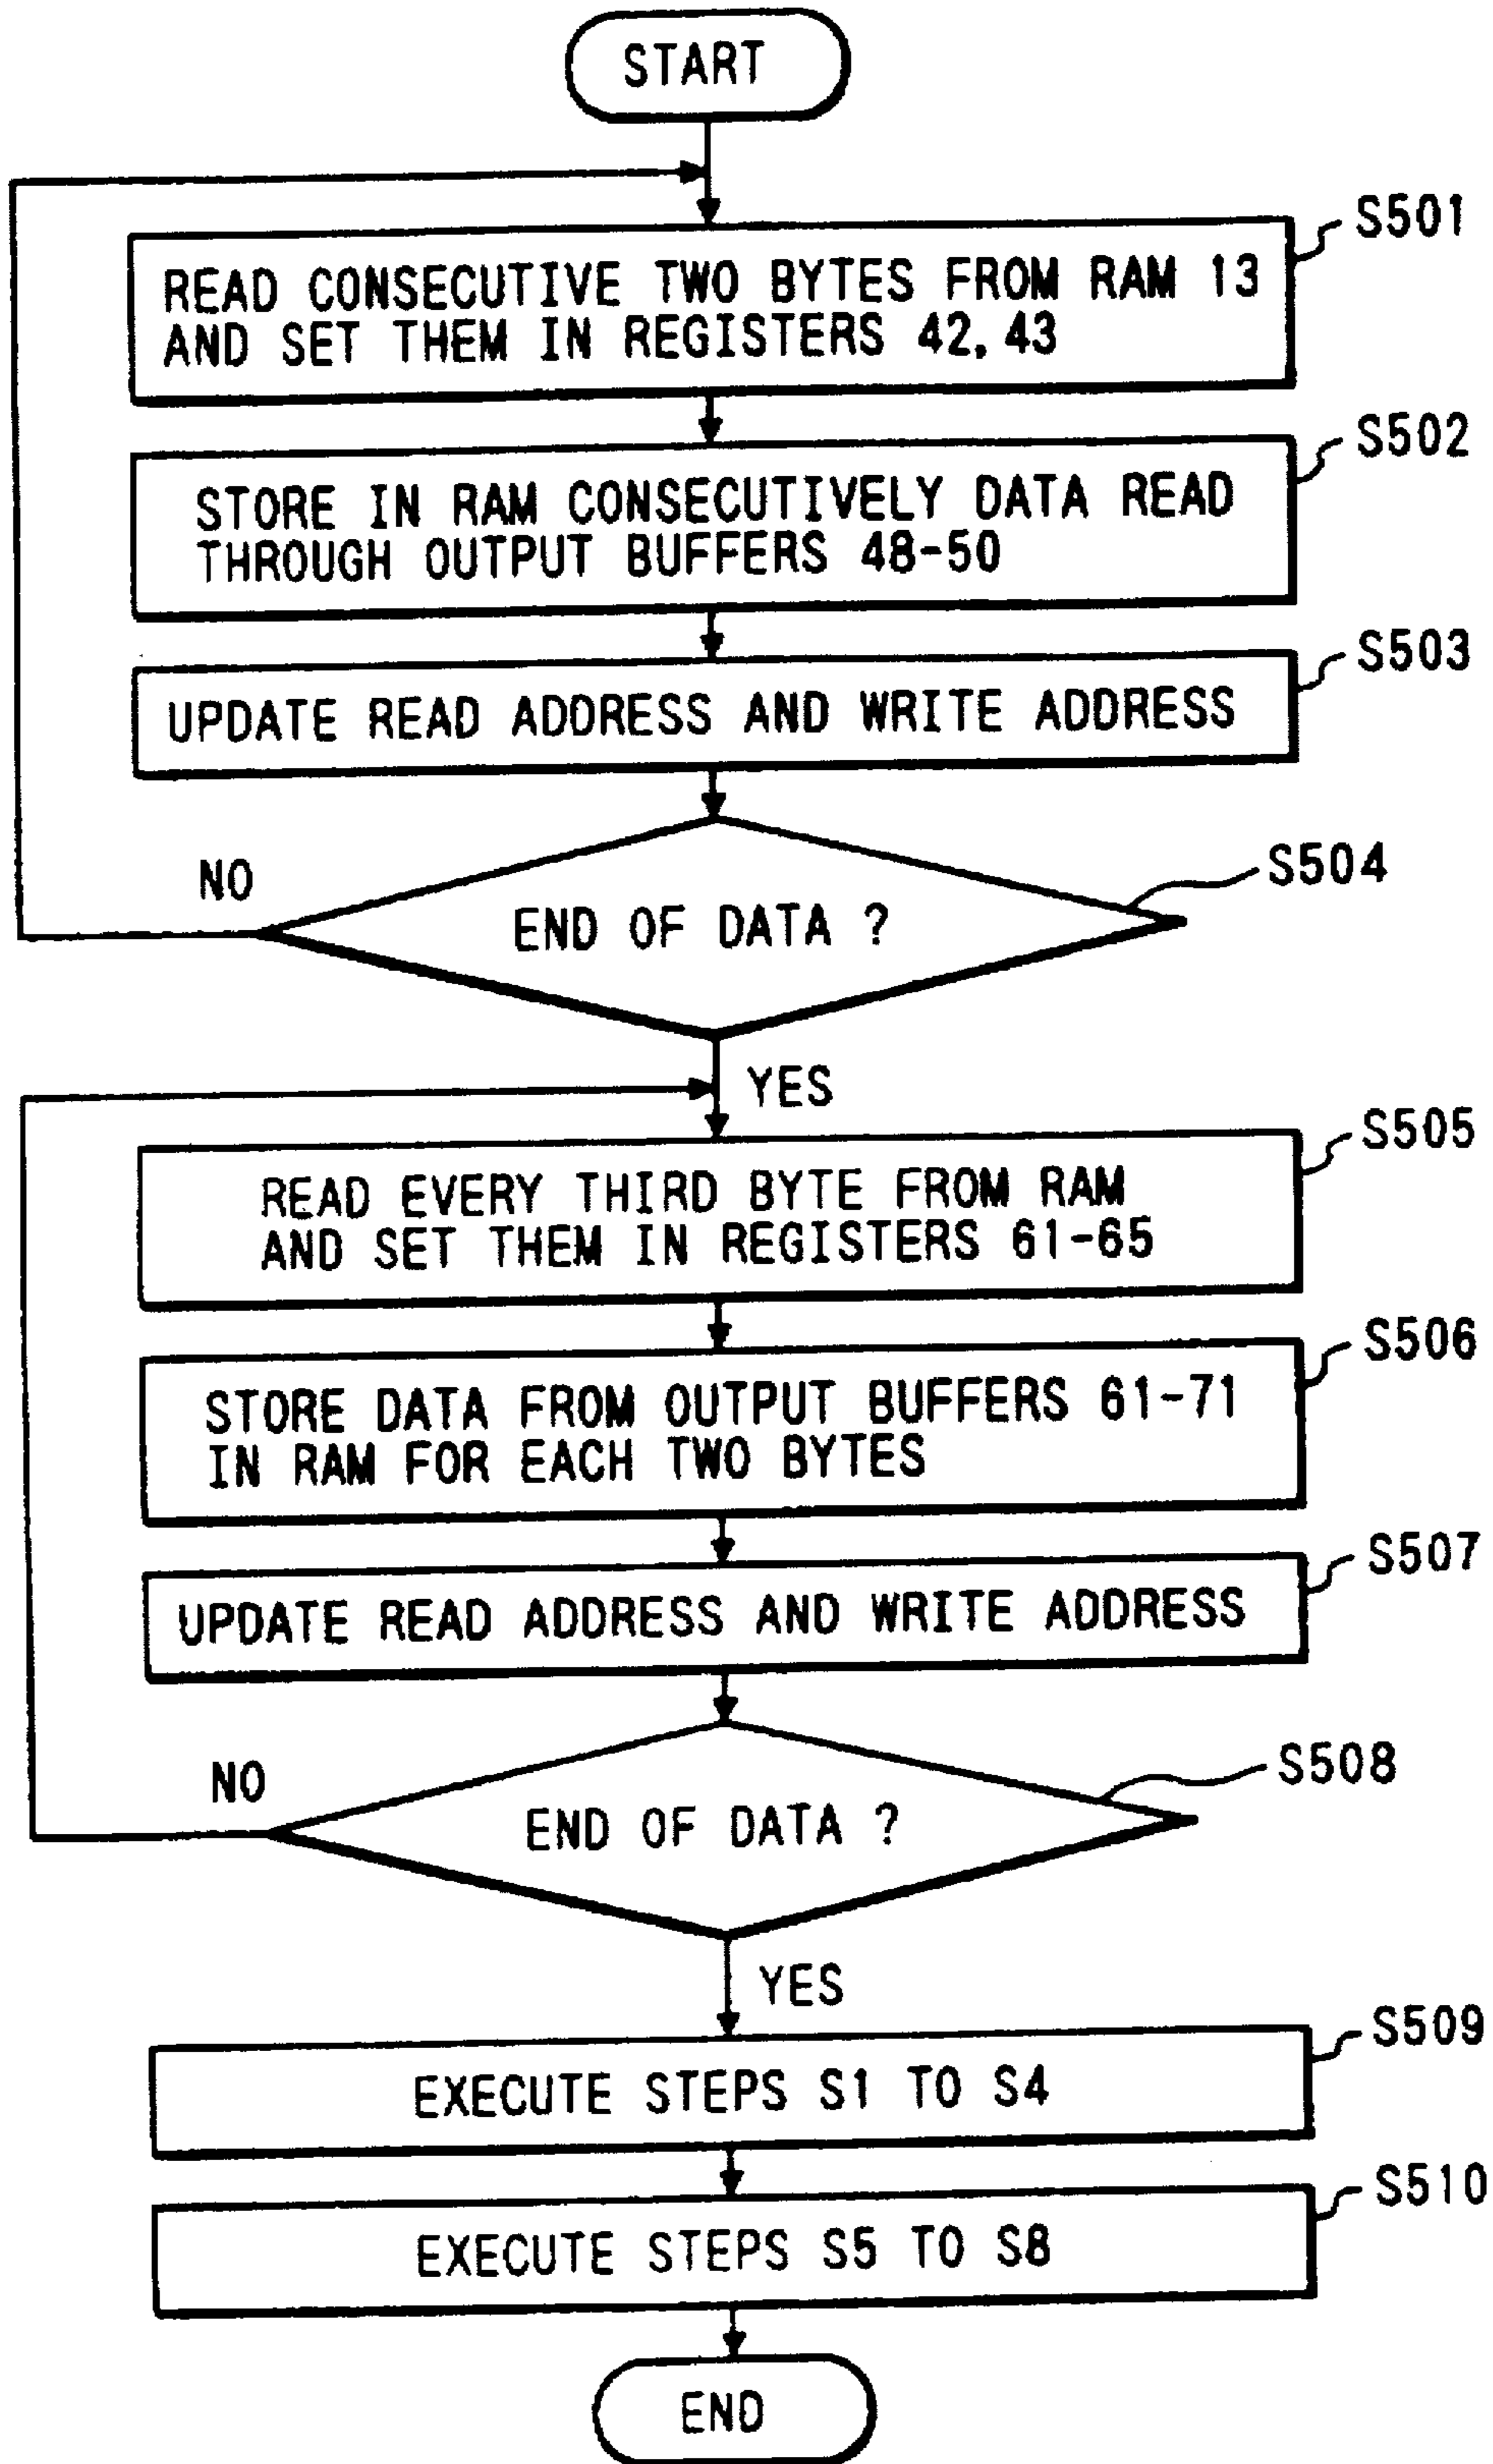 START
S501
READ CONSECUTIVE TWO BYTES FROM RAM 13
AND SET THEM IN REGISTERS 42, 43
S502
STORE IN RAM CONSECUTIVELY DATA READ
THROUGH OUTPUT BUFFERS 48-50
S503
UPDATE READ ADDRESS AND WRITE ADDRESS
S504
NO
END OF DATA ?
YES
S505
READ EVERY THIRD BYTE FROM RAM
AND SET THEM IN REGISTERS 61-65
S506
STORE DATA FROM OUTPUT BUFFERS 61-71
IN RAM FOR EACH TWO BYTES
S507
UPDATE READ ADDRESS AND WRITE ADDRESS
S508
NO
END OF DATA ?
YES
S509
EXECUTE STEPS S1 TO S4
S510
EXECUTE STEPS S5 TO S8
END